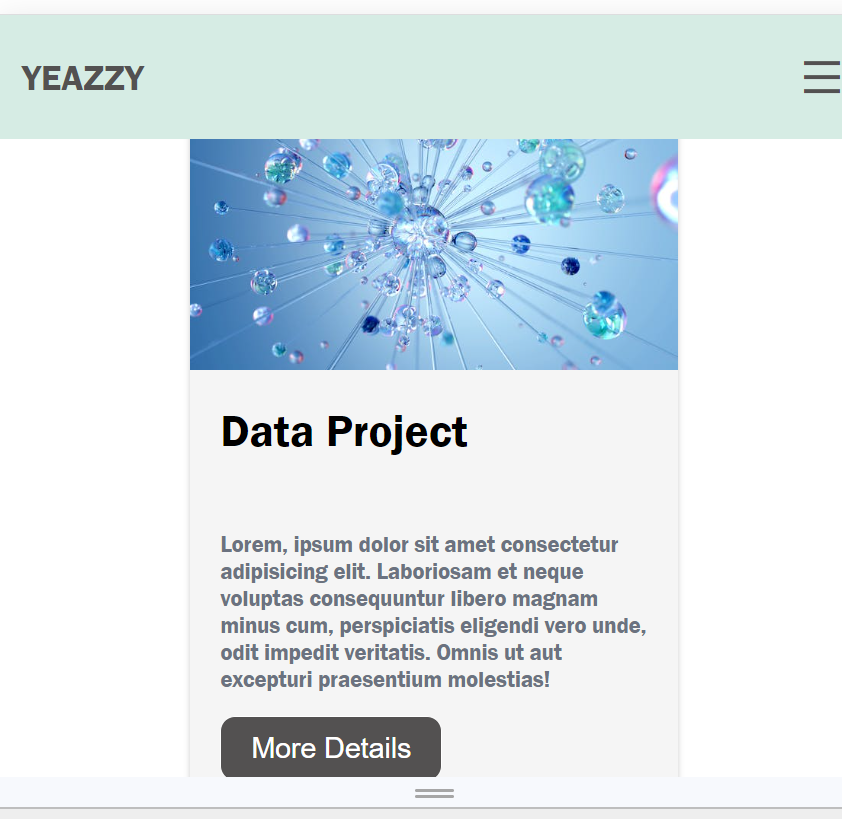 YEAZZY
Data Project
Lorem, ipsum dolor sit amet consectetur
adipisicing elit. Laboriosam et neque
voluptas consequuntur libero magnam
minus cum, perspiciatis eligendi vero unde,
odit impedit veritatis. Omnis ut aut
excepturi praesentium molestias!
More Details